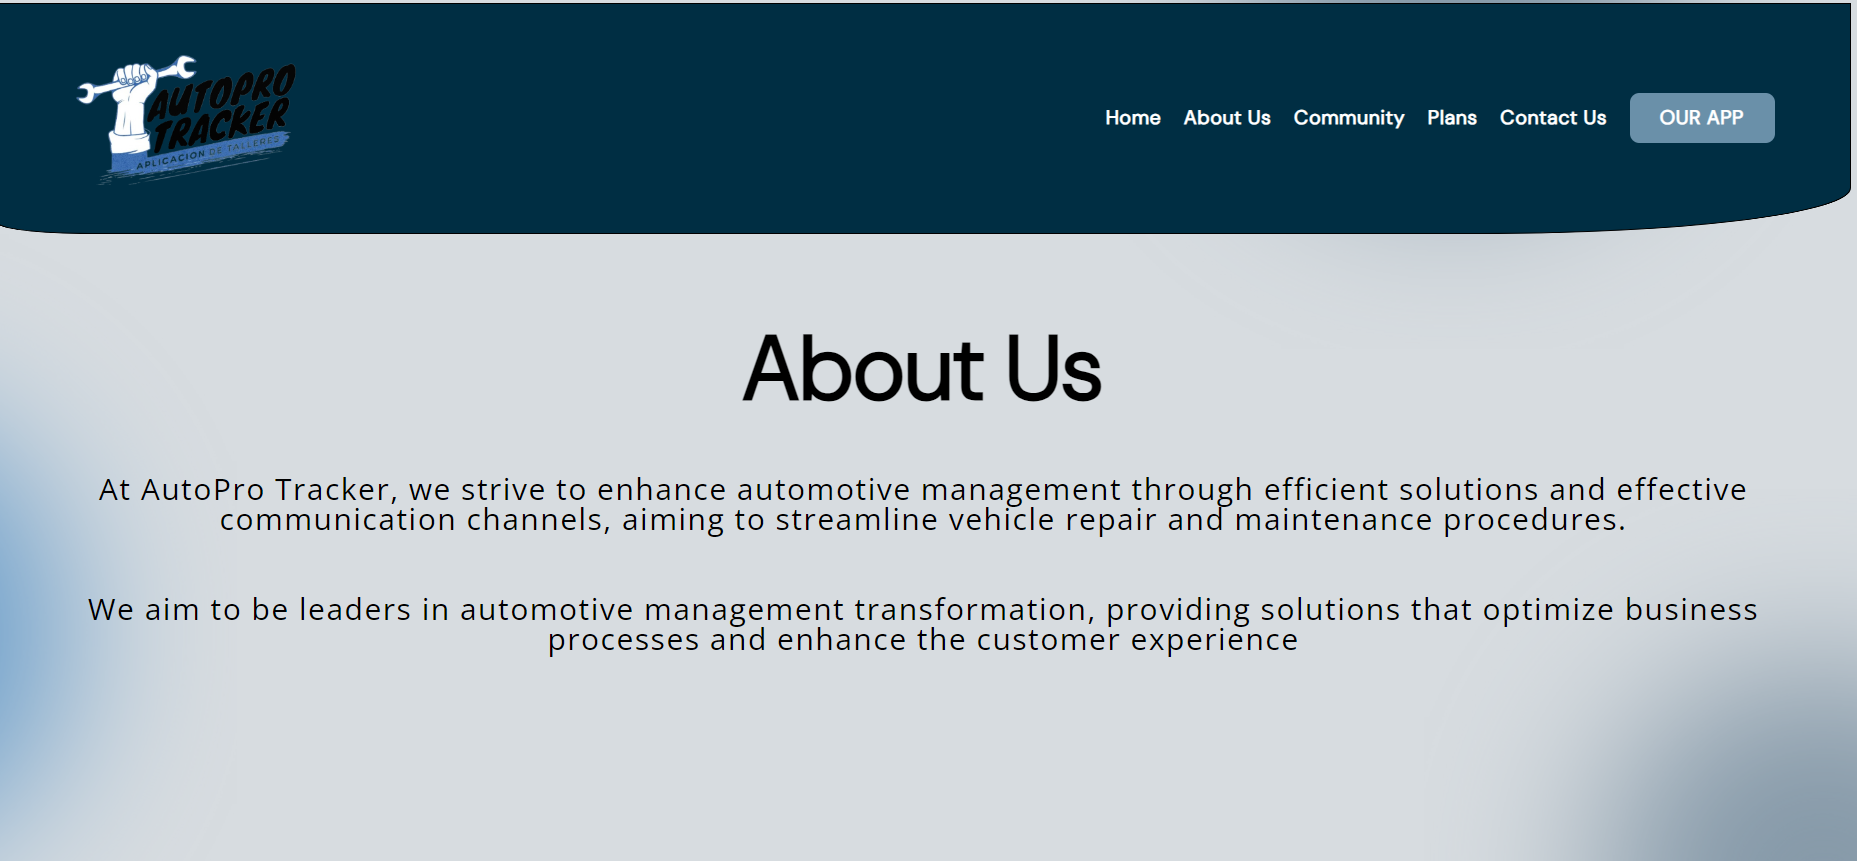 AUTOPRO
TRACKER
APLICACION DE TALLERES
Home About Us Community Plans Contact Us OUR APP
About Us
At AutoPro Tracker, we strive to enhance automotive management through efficient solutions and effective
communication channels, aiming to streamline vehicle repair and maintenance procedures.
We aim to be leaders in automotive management transformation, providing solutions that optimize business
processes and enhance the customer experience